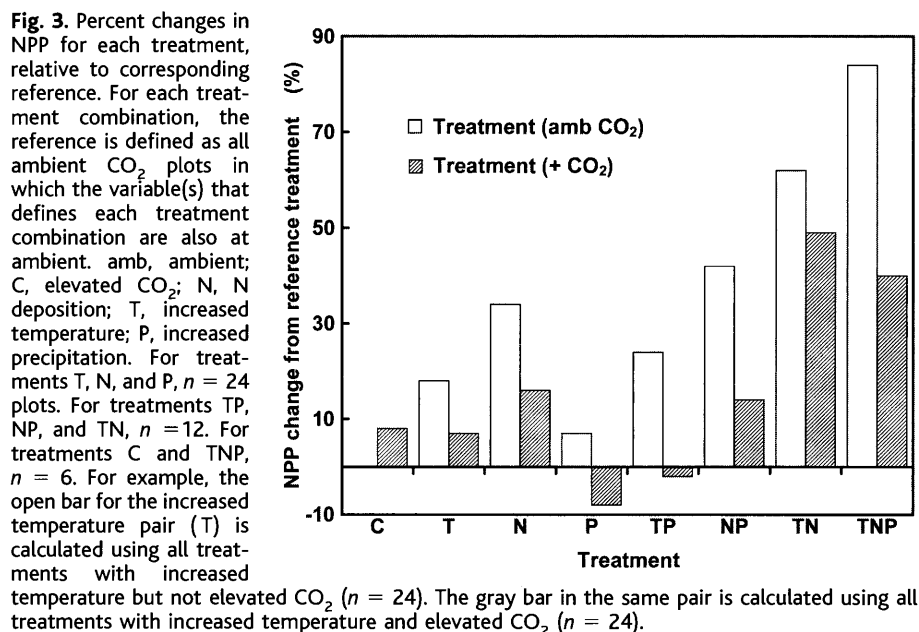 Fig. 3. Percent changes in
NPP for each treatment,
relative to corresponding
reference. For each treat-
ment combination, the
reference is defined as all
ambient CO₂ plots in
which the variable(s) that
defines each treatment
combination are also at
ambient. amb, ambient;
C, elevated CO₂; N, N
deposition; T, increased
temperature; P, increased
precipitation. For treat-
ments T, N, and P, n = 24
plots. For treatments TP,
NP, and TN, n =12. For
treatments C and TNP,
n = 6. For example, the
open bar for the increased
temperature pair (T) is
calculated using all treat-
ments with increased
temperature but not elevated CO₂ (n = 24). The gray bar in the same pair is calculated using all
treatments with increased temperature and elevated CO₂ (n = 24).
NPP change from reference treatment (%)
90
70
50
30
10
-10
Treatment (amb CO₂)
Treatment (+ CO₂)
C T N P TP NP TN TNP
Treatment